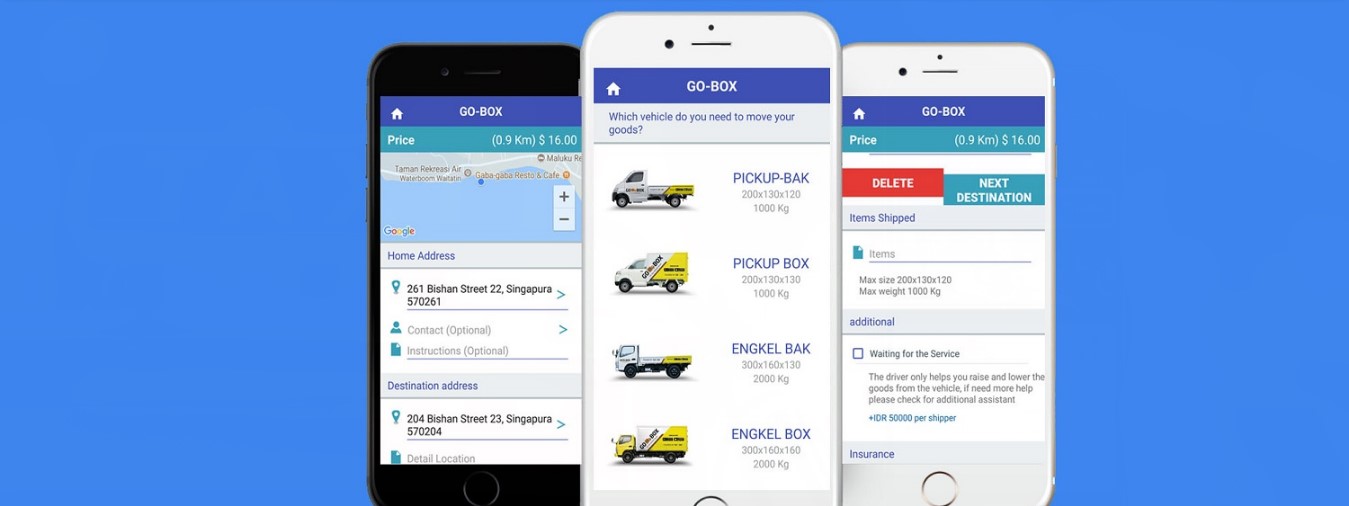 GO-BOX
Price (0.9 Km) $ 16.00
Maluku Re
Taman Rekreasi Air
Waterboom Waitatiri
Gaba-gaba Resto & Cafe
+
−
Google
Home Address
261 Bishan Street 22, Singapura
570261
Contact (Optional)
Instructions (Optional)
Destination address
204 Bishan Street 23, Singapura
570204
Detail Location
GO-BOX
Which vehicle do you need to move your
goods?
PICKUP-BAK
200x130x120
1000 Kg
GO-BOX
PICKUP BOX
200x130x130
1000 Kg
ENGKEL BAK
300x160x130
2000 Kg
GO-BOX
ENGKEL BOX
300x160x160
2000 Kg
GO-BOX
Price (0.9 Km) $ 16.00
DELETE
NEXT
DESTINATION
Items Shipped
Items
Max size 200x130x120
Max weight 1000 Kg
additional
Waiting for the Service
The driver only helps you raise and lower the
goods from the vehicle, if need more help
please check for additional assistant
+IDR 50000 per shipper
Insurance